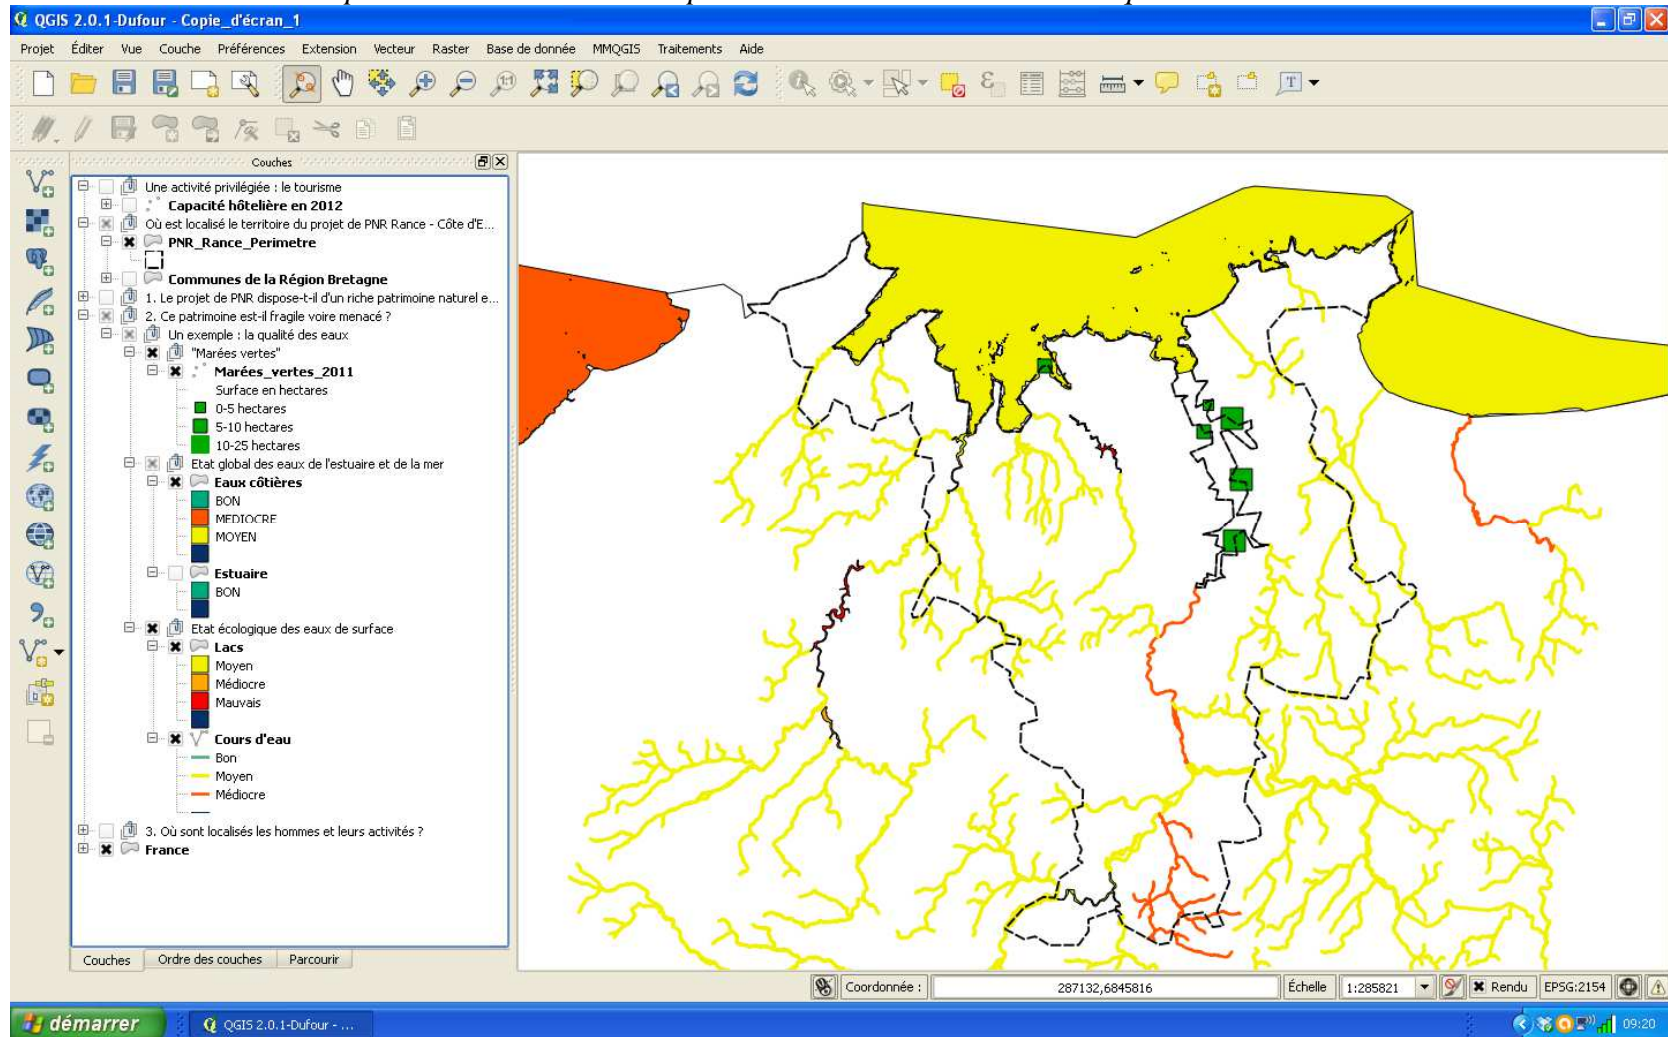 QGIS 2.0.1-Dufour - Copie_d'écran_1
Projet Éditer Vue Couche Préférences Extension Vecteur Raster Base de donnée MMQGIS Traitements Aide
Couches
Une activité privilégiée : le tourisme
Capacité hôtelière en 2012
Où est localisé le territoire du projet de PNR Rance - Côte d'E...
PNR_Rance_Perimetre
Communes de la Région Bretagne
1. Le projet de PNR dispose-t-il d'un riche patrimoine naturel e...
2. Ce patrimoine est-il fragile voire menacé ?
Un exemple : la qualité des eaux
"Marées vertes"
Marées_vertes_2011
Surface en hectares
0-5 hectares
5-10 hectares
10-25 hectares
Etat global des eaux de l'estuaire et de la mer
Eaux côtières
BON
MEDIOCRE
MOYEN
Estuaire
BON
Etat écologique des eaux de surface
Lacs
Moyen
Médiocre
Mauvais
Cours d'eau
Bon
Moyen
Médiocre
3. Où sont localisés les hommes et leurs activités ?
France
Couches Ordre des couches Parcourir
Coordonnée : 287132,6845816 Échelle 1:285821 Rendu EPSG:2154
démarrer QGIS 2.0.1-Dufour - ... 09:20